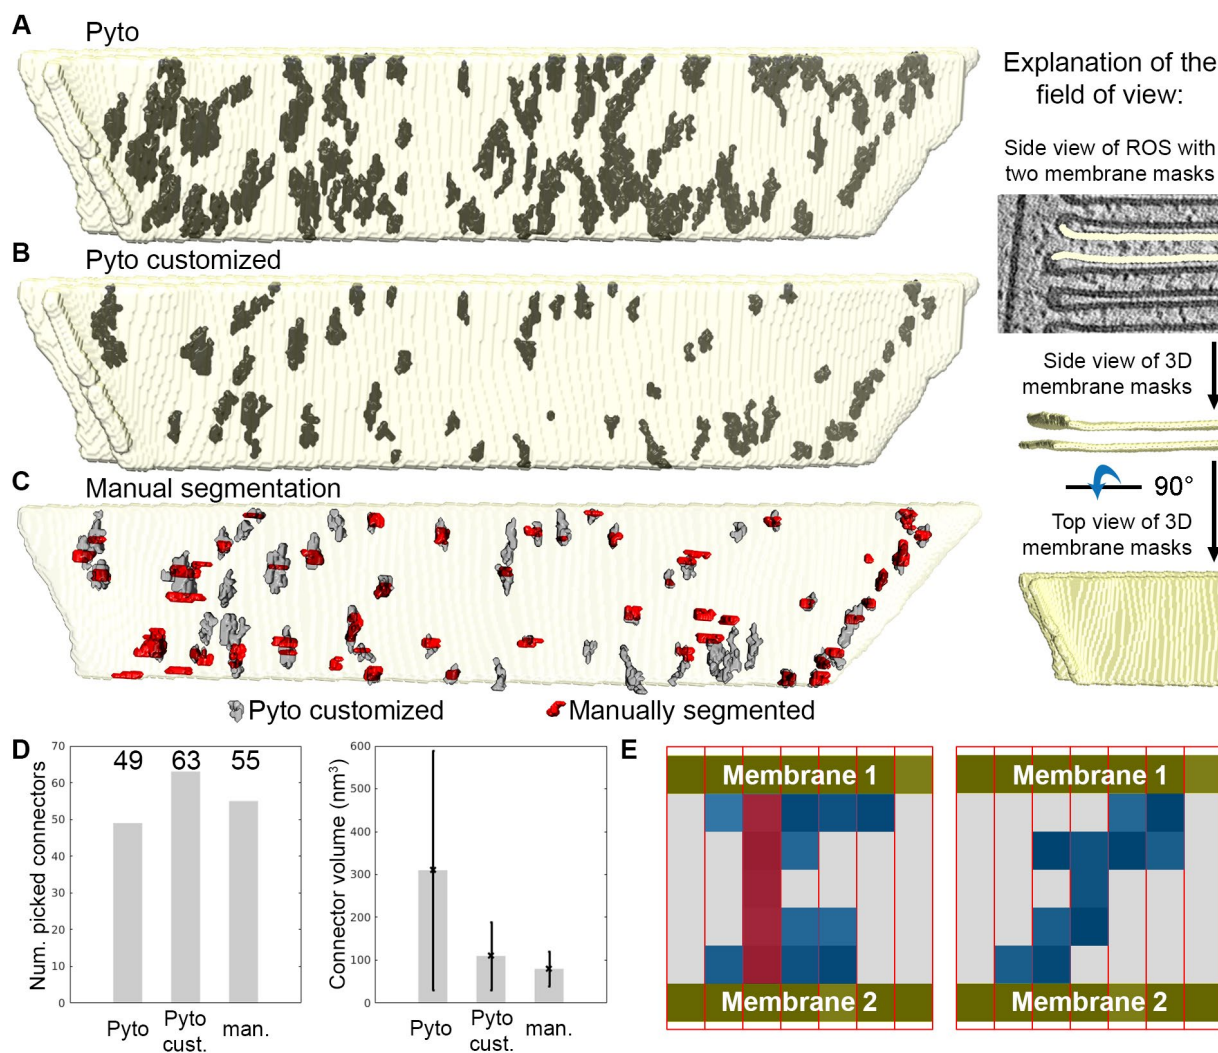 A
Pyto
Explanation of the
field of view:
Side view of ROS with
two membrane masks
B
Pyto customized
Side view of 3D
membrane masks
90°
Top view of 3D
membrane masks
C
Manual segmentation
Pyto customized
Manually segmented
D
70
60
50
40
30
20
10
0
Num. picked connectors
49
63
55
Pyto
Pyto
cust.
man.
600
500
400
300
200
100
0
Connector volume (nm³)
Pyto
Pyto
cust.
man.
E
Membrane 1
Membrane 2
Membrane 1
Membrane 2